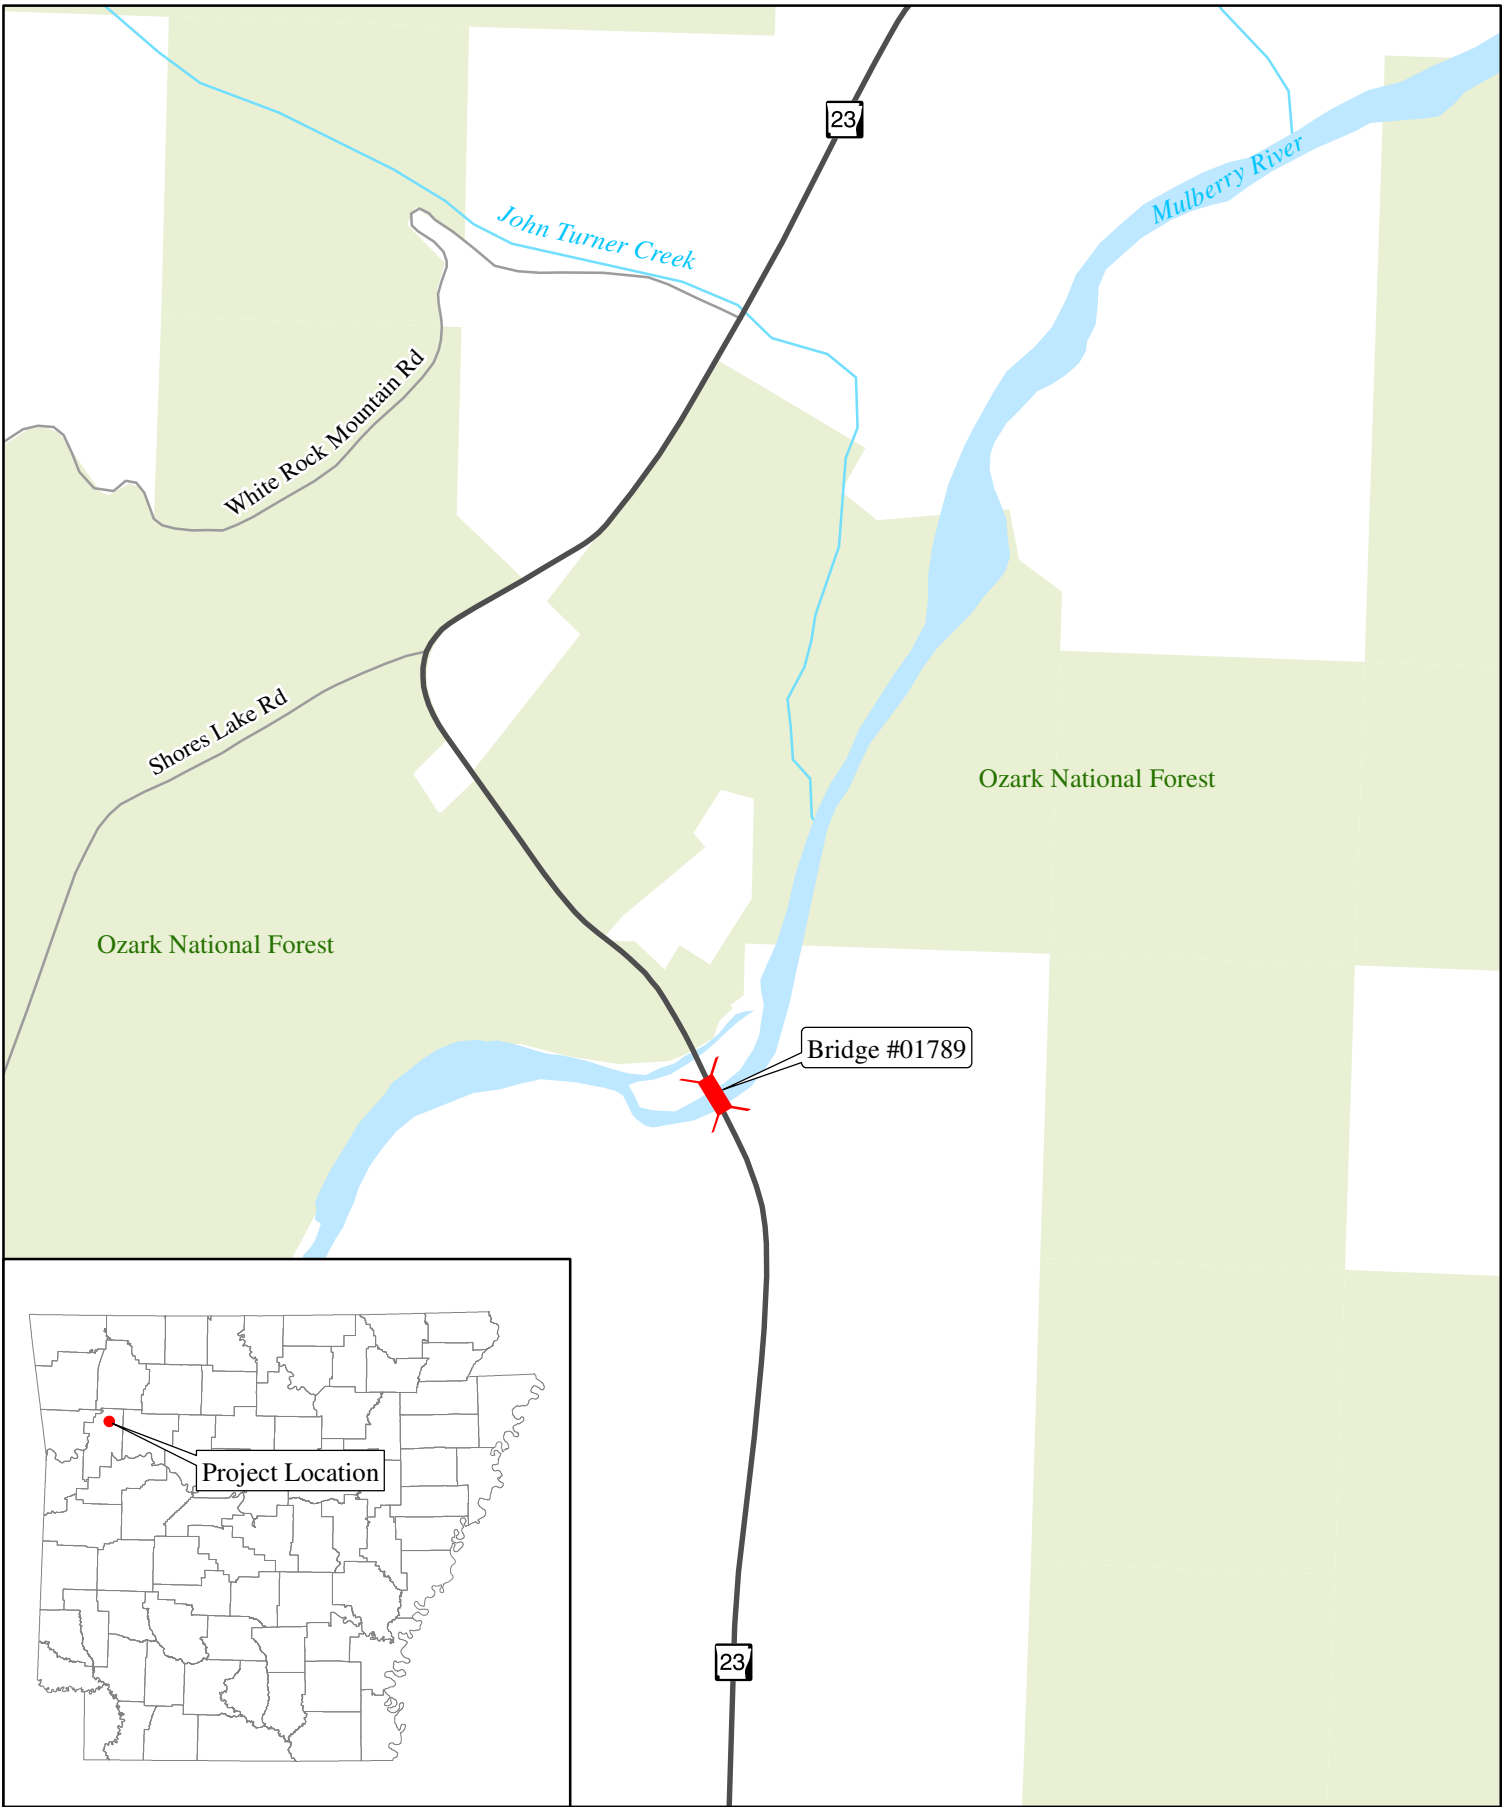 23
Mulberry River
John Turner Creek
White Rock Mountain Rd
Shores Lake Rd
Ozark National Forest
Ozark National Forest
Bridge #01789
Project Location
23